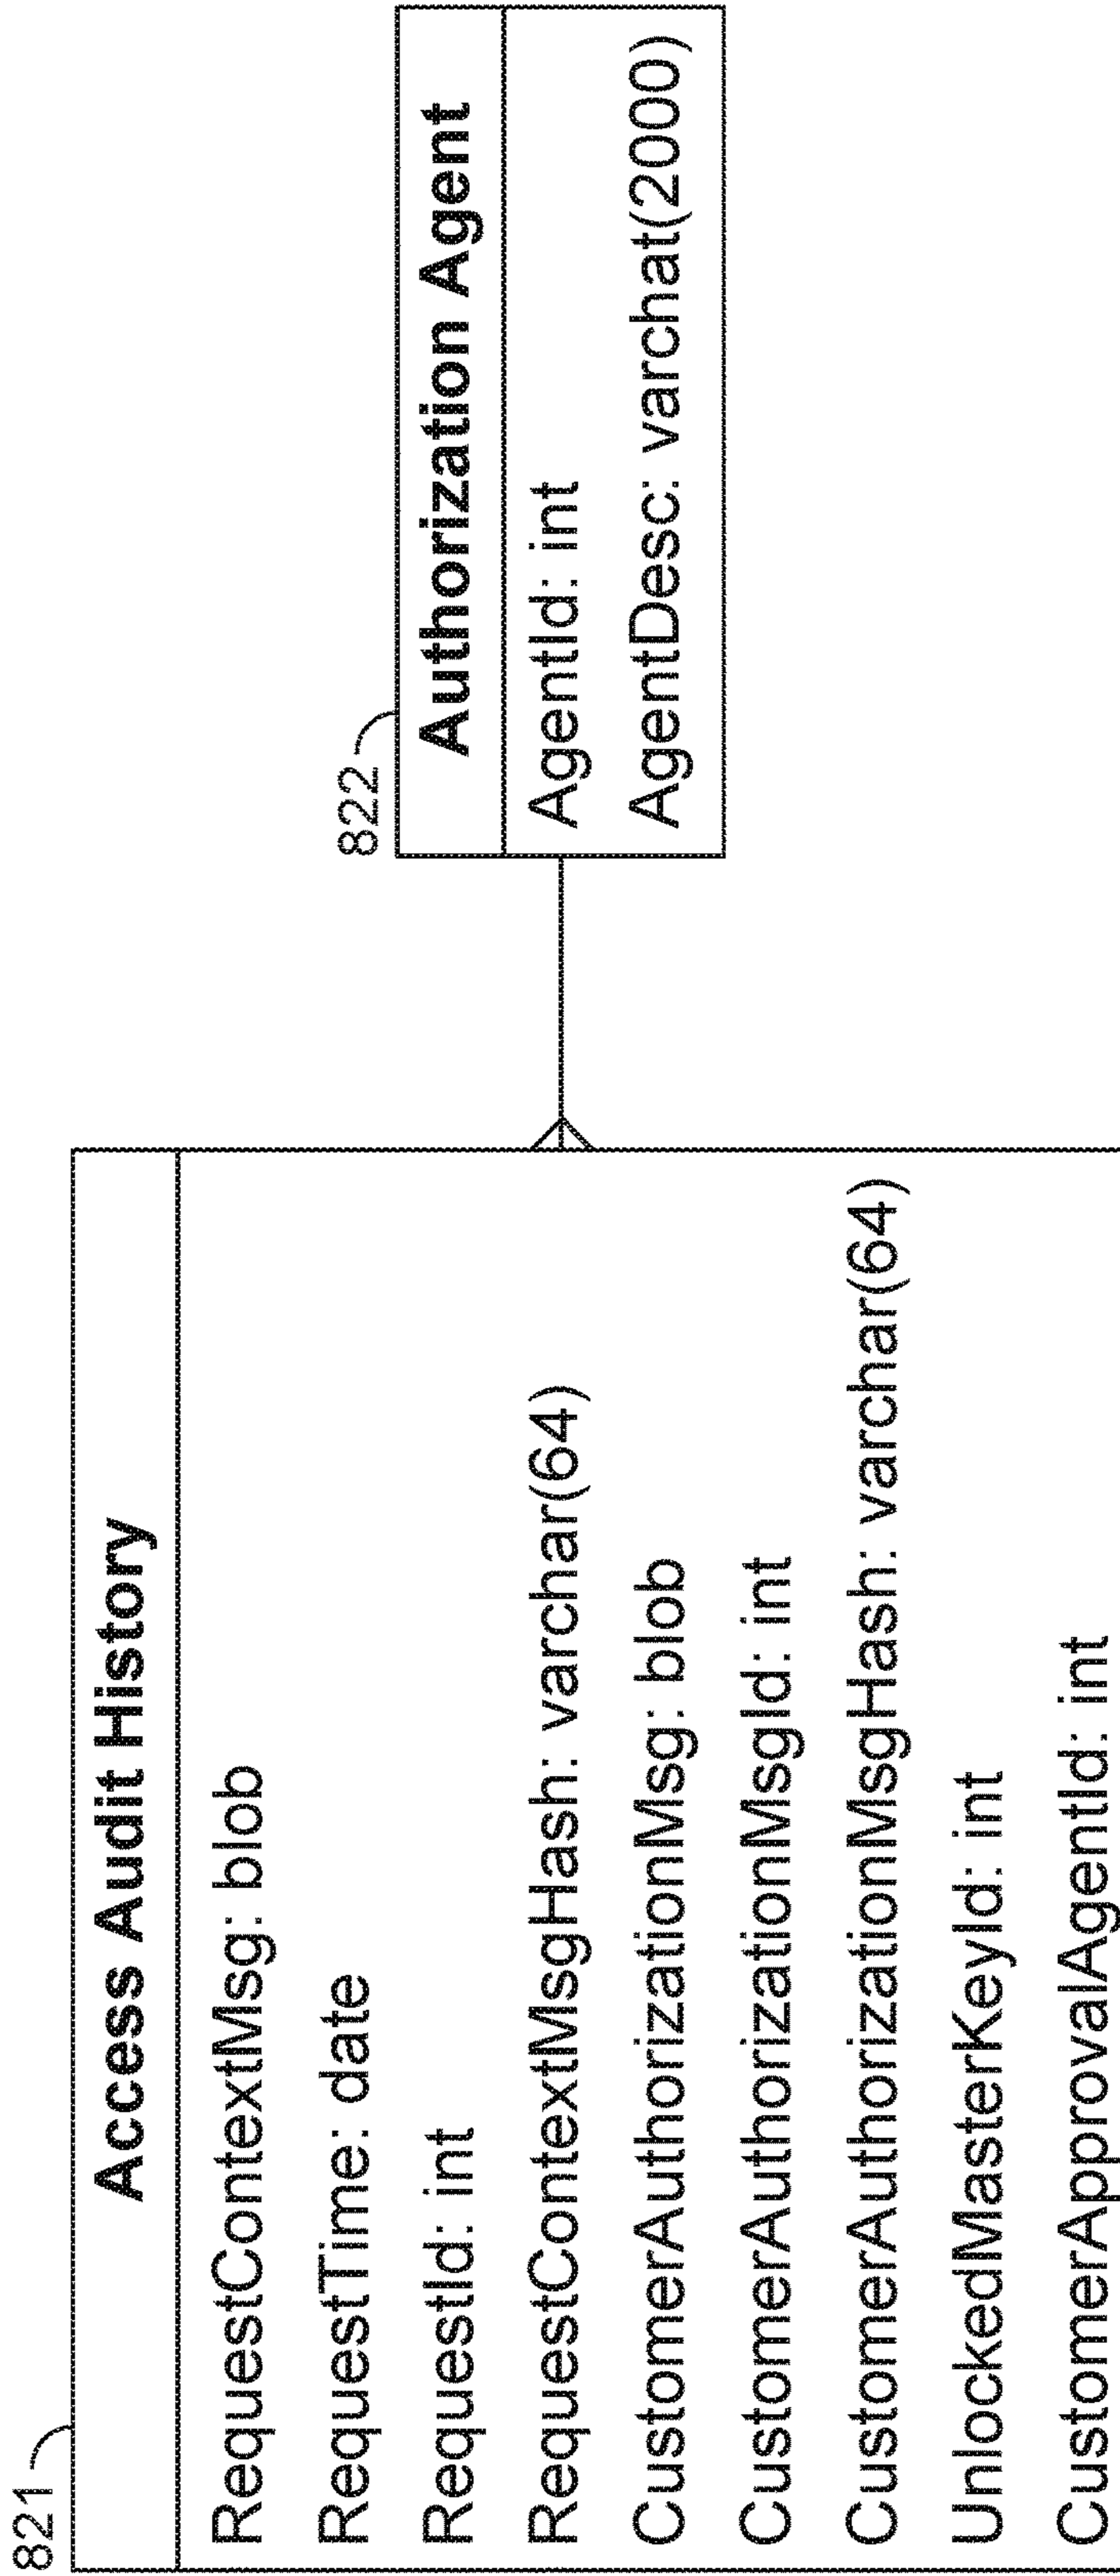 821
Access Audit History
RequestContextMsg: blob
RequestTime: date
RequestId: int
RequestContextMsgHash: varchar(64)
CustomerAuthorizationMsg: blob
CustomerAuthorizationMsgId: int
CustomerAuthorizationMsgHash: varchar(64)
UnlockedMasterKeyId: int
CustomerApprovalAgentId: int
822
Authorization Agent
AgentId: int
AgentDesc: varchat(2000)